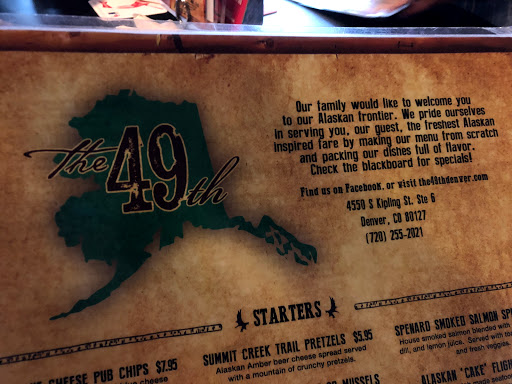 The 49th
Our family would like to welcome you
to our Alaskan frontier. We pride ourselves
in serving you, our guest, the freshest Alaskan
inspired fare by making our menu from scratch
and packing our dishes full of flavor.
Check the blackboard for specials!
Find us on Facebook, or visit the49thdenver.com
4550 S Kipling St. Ste 6
Denver, CO 80127
(720) 255-2021
STARTERS
CHEESE PUB CHIPS $7.95
cheese
SUMMIT CREEK TRAIL PRETZELS $5.95
Alaskan Amber beer cheese spread served
with a mountain of crunchy pretzels.
SPENARD SMOKED SALMON
House smoked salmon blended with
dill, and lemon juice. Served with
and fresh veggies.
ALASKAN 'CAKE'